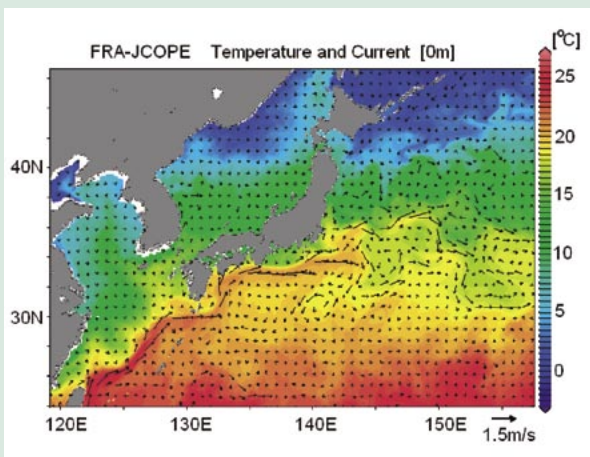 [°C]
FRA-JCOPE Temperature and Current [0m]
25
20
15
10
5
0
40N
30N
120E 130E 140E 150E
1.5m/s